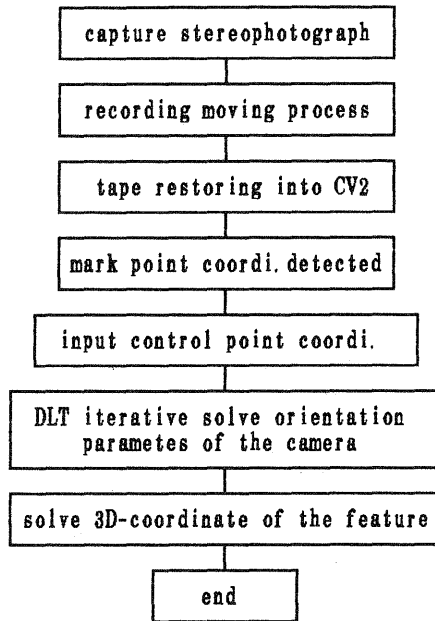 capture stereophotograph
recording moving process
tape restoring into CV2
mark point coordi. detected
input control point coordi.
DLT iterative solve orientation
parametes of the camera
solve 3D-coordinate of the feature
end